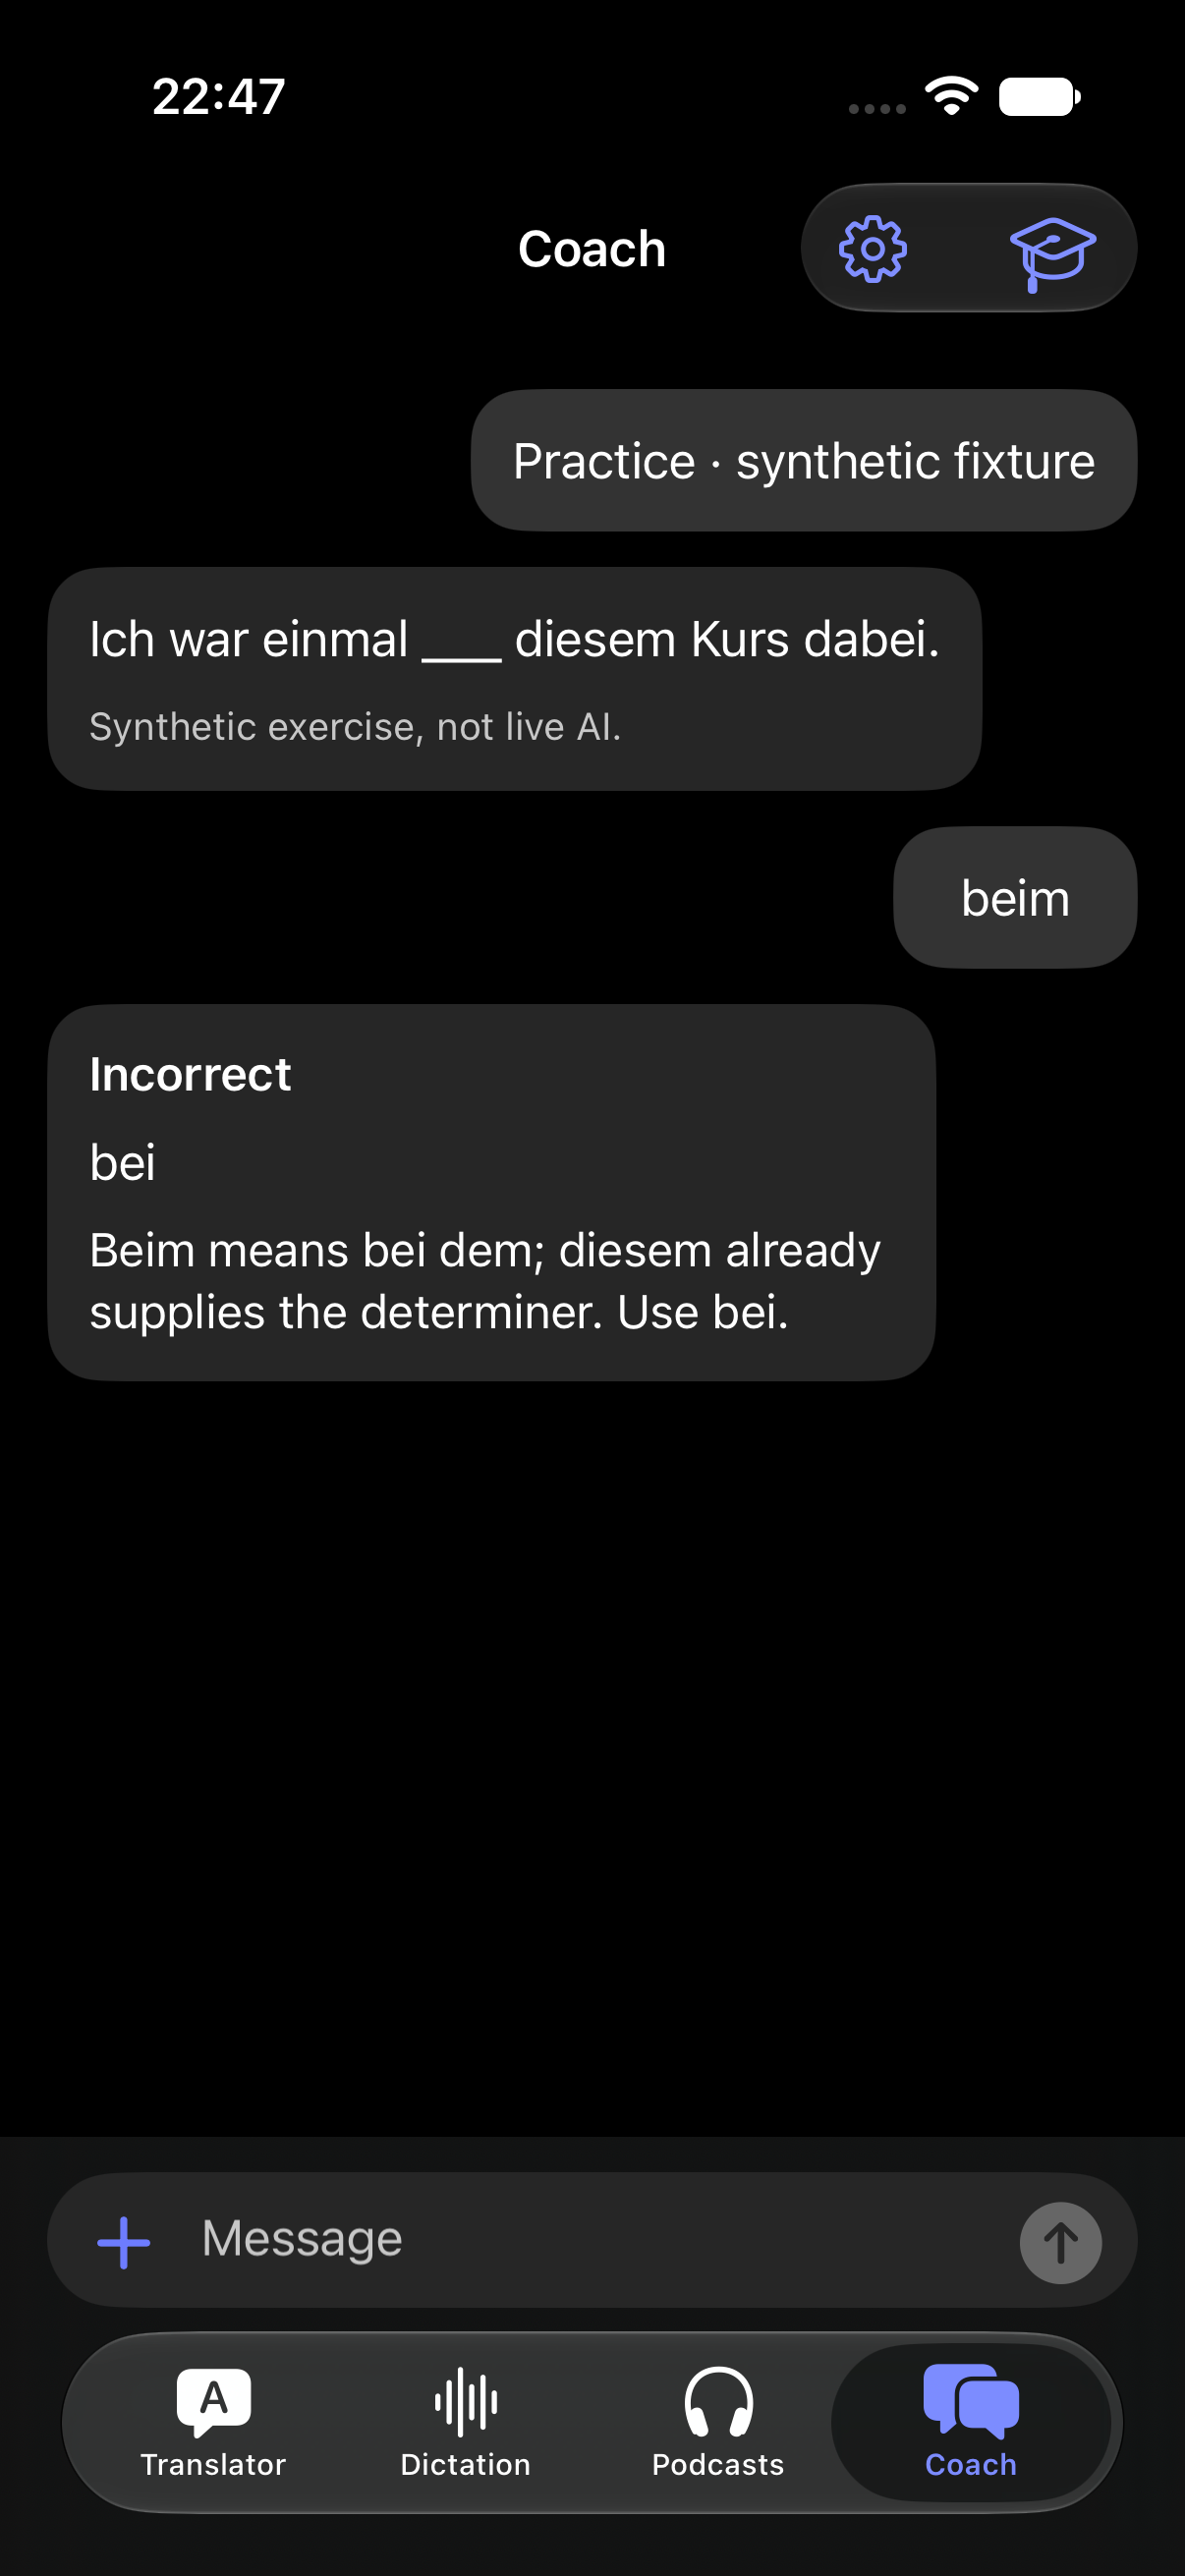 22:47
Coach
Practice · synthetic fixture
Ich war einmal ___ diesem Kurs dabei.
Synthetic exercise, not live AI.
beim
Incorrect
bei
Beim means bei dem; diesem already
supplies the determiner. Use bei.
Message
A
Translator
Dictation
Podcasts
Coach